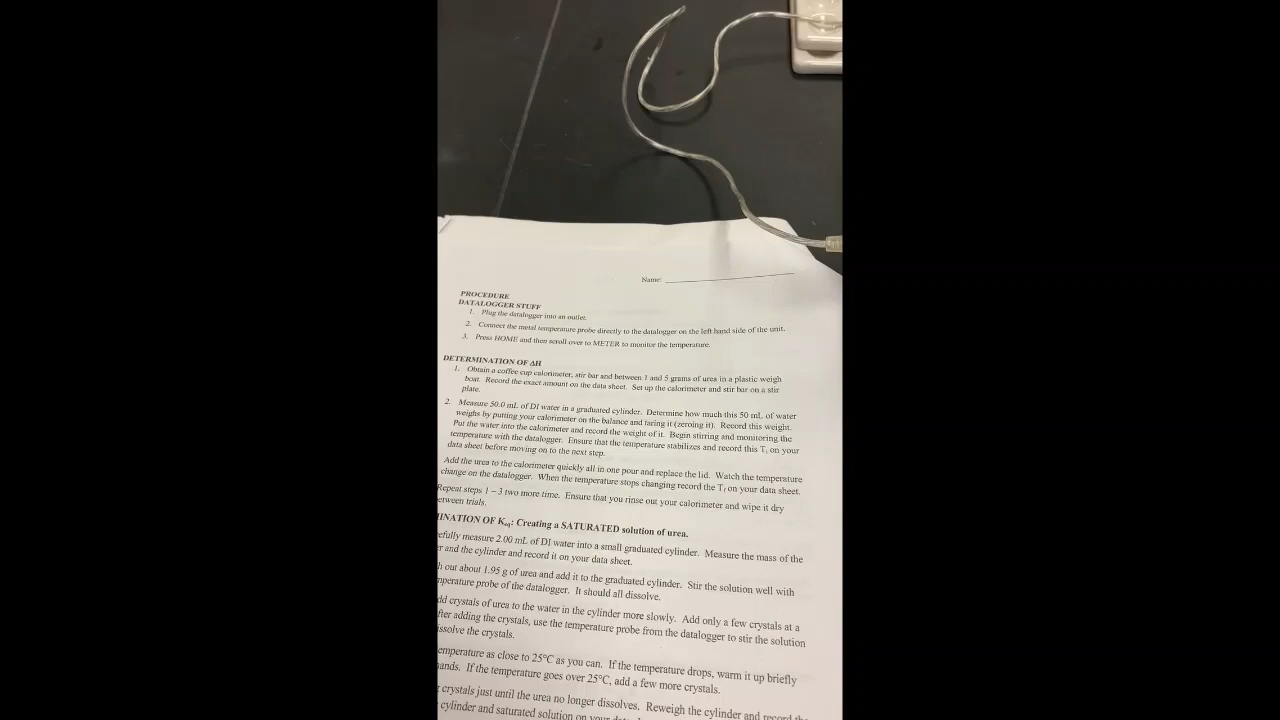 Name:
PROCEDURE
DATALOGGER STUFF
1. Plug the datalogger into an outlet.
2. Connect the metal temperature probe directly to the datalogger on the left hand side of the unit.
3. Press HOME and then scroll over to METER to monitor the temperature.
DETERMINATION OF ΔH
1. Obtain a coffee cup calorimeter, stir bar and between 1 and 5 grams of urea in a plastic weigh
boat. Record the exact amount on the data sheet. Set up the calorimeter and stir bar on a stir
plate.
2. Measure 50.0 mL of DI water in a graduated cylinder. Determine how much this 50 mL of water
weighs by putting your calorimeter on the balance and taring it (zeroing it). Record this weight.
Put the water into the calorimeter and record the weight of it. Begin stirring and monitoring the
temperature with the datalogger. Ensure that the temperature stabilizes and record this Tᵢ on your
data sheet before moving on to the next step.
Add the urea to the calorimeter quickly all in one pour and replace the lid. Watch the temperature
change on the datalogger. When the temperature stops changing record the T_f on your data sheet.
Repeat steps 1 – 3 two more time. Ensure that you rinse out your calorimeter and wipe it dry
etween trials.
INATION OF K_eq: Creating a SATURATED solution of urea.
efully measure 2.00 mL of DI water into a small graduated cylinder. Measure the mass of the
r and the cylinder and record it on your data sheet.
h out about 1.95 g of urea and add it to the graduated cylinder. Stir the solution well with
mperature probe of the datalogger. It should all dissolve.
dd crystals of urea to the water in the cylinder more slowly. Add only a few crystals at a
fter adding the crystals, use the temperature probe from the datalogger to stir the solution
issolve the crystals.
emperature as close to 25°C as you can. If the temperature drops, warm it up briefly
ands. If the temperature goes over 25°C, add a few more crystals.
r crystals just until the urea no longer dissolves. Reweigh the cylinder and record the
cylinder and saturated solution on your